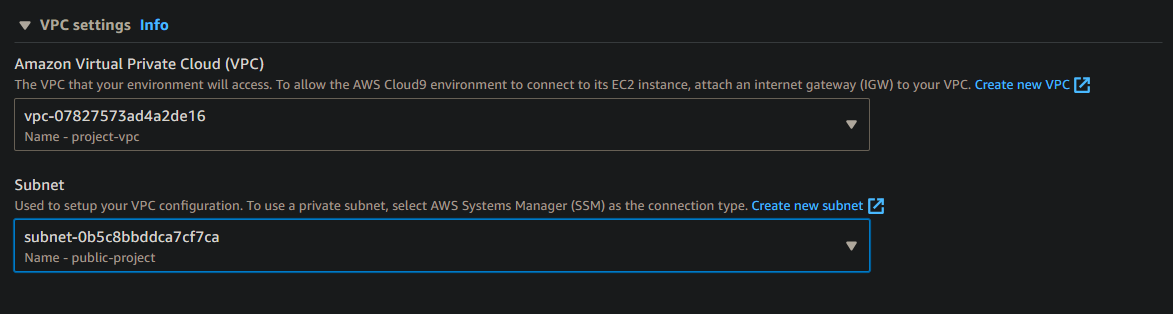 VPC settings Info
Amazon Virtual Private Cloud (VPC)
The VPC that your environment will access. To allow the AWS Cloud9 environment to connect to its EC2 instance, attach an internet gateway (IGW) to your VPC. Create new VPC
vpc-07827573ad4a2de16
Name - project-vpc
Subnet
Used to setup your VPC configuration. To use a private subnet, select AWS Systems Manager (SSM) as the connection type. Create new subnet
subnet-0b5c8bbddca7cf7ca
Name - public-project